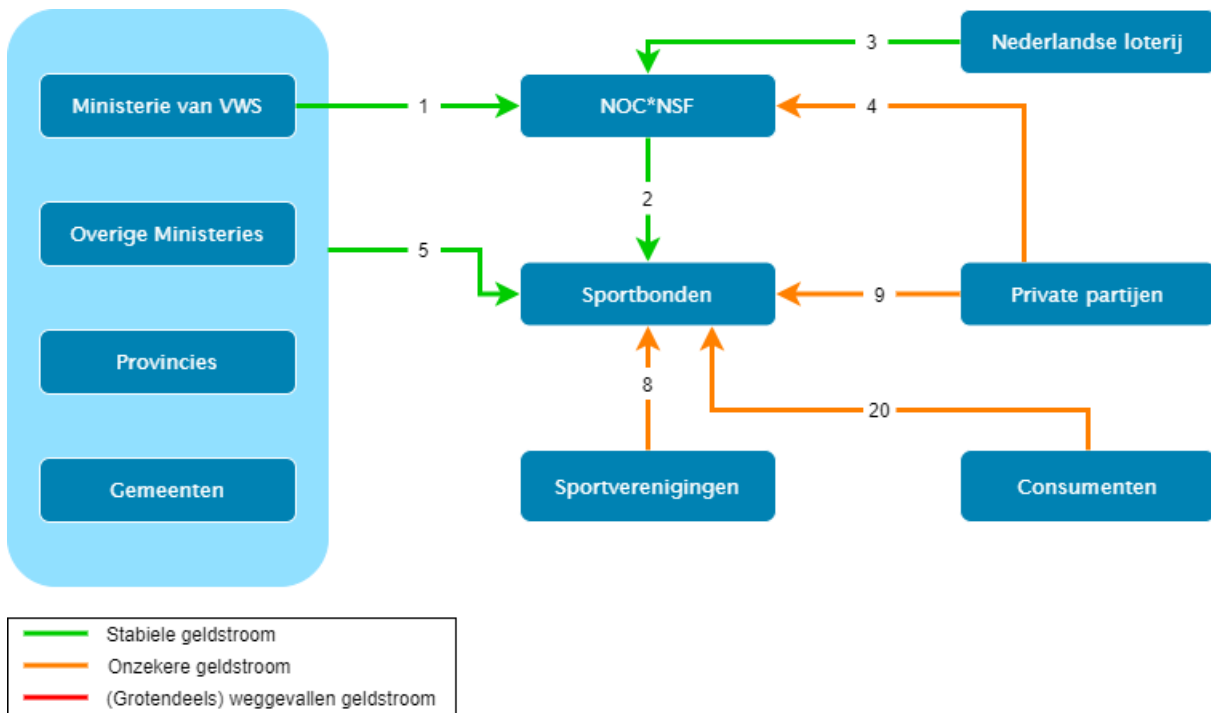 Nederlandse loterij
3
Ministerie van VWS
1
NOC*NSF
4
2
Overige Ministeries
5
Sportbonden
9
Private partijen
Provincies
8
20
Gemeenten
Sportverenigingen
Consumenten
Stabiele geldstroom
Onzekere geldstroom
(Grotendeels) weggevallen geldstroom